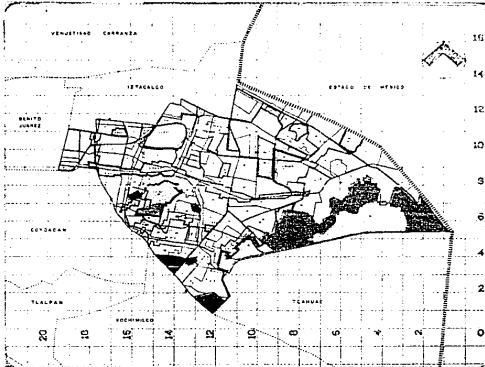 VENUSTIANO CARRANZA
IZTACALCO
ESTADO DE MEXICO
BENITO
JUAREZ
COYOACAN
TLALPAN
XOCHIMILCO
TLAHUAC
16
14
12
10
8
6
4
2
0
20
18
16
14
12
10
8
6
4
2